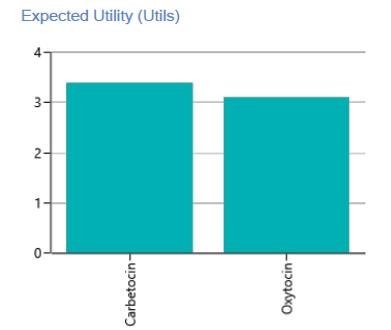 Expected Utility (Utils)
4
3
2
1
0
Carbetocin
Oxytocin